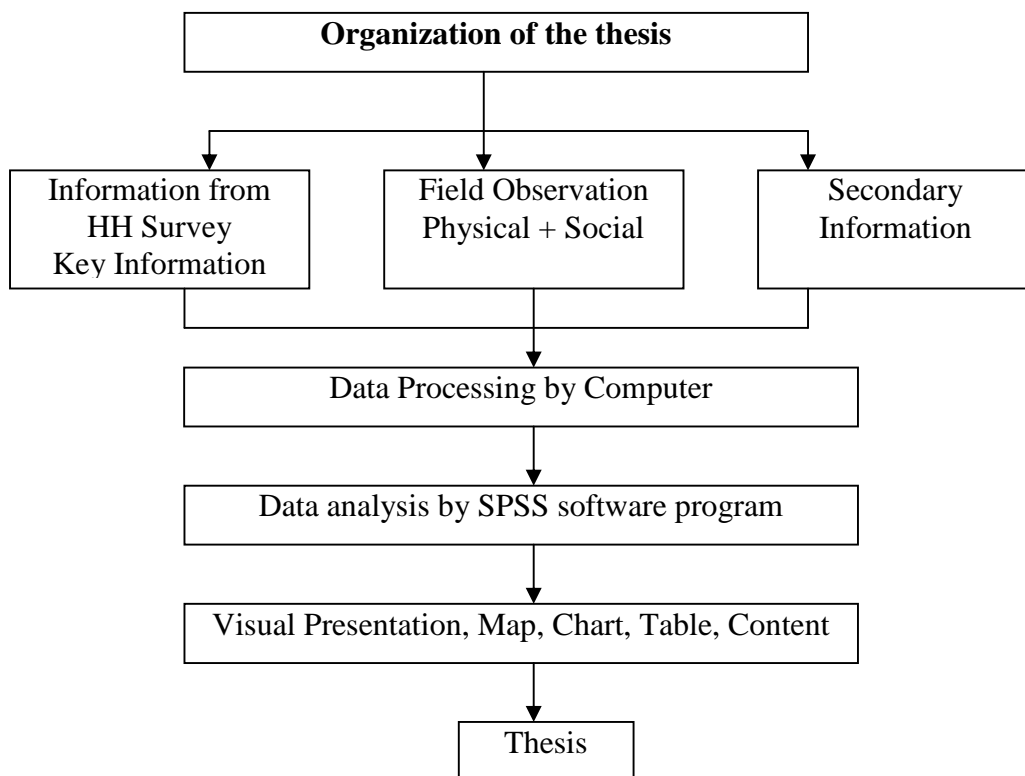 Organization of the thesis
Information from
HH Survey
Key Information
Field Observation
Physical + Social
Secondary
Information
Data Processing by Computer
Data analysis by SPSS software program
Visual Presentation, Map, Chart, Table, Content
Thesis